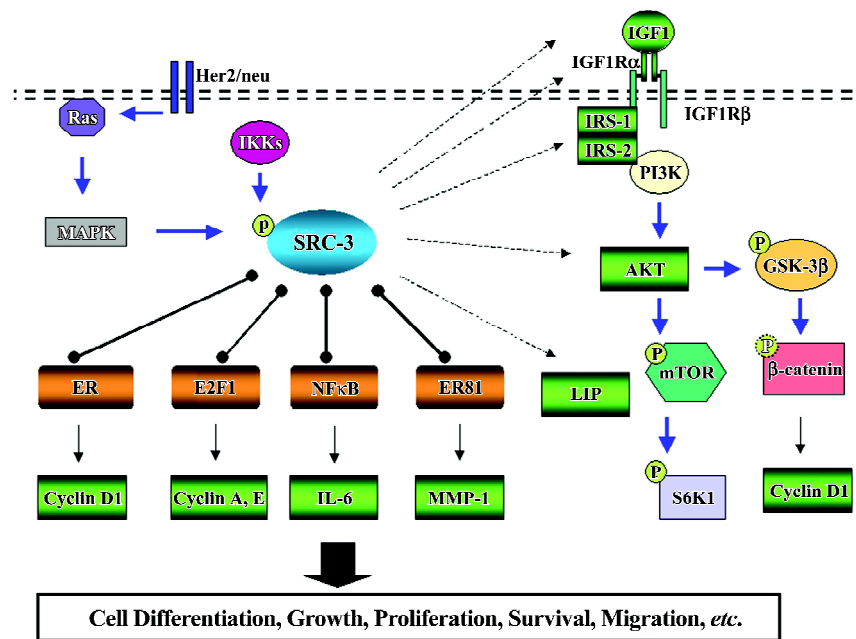 IGF1
IGF1Rα
Her2/neu
IGF1Rβ
Ras
IRS-1
IKKs
IRS-2
PI3K
p
MAPK
SRC-3
P
AKT
GSK-3β
P
P
mTOR
β-catenin
ER
E2F1
NFκB
ER81
LIP
P
Cyclin D1
Cyclin A, E
IL-6
MMP-1
S6K1
Cyclin D1
Cell Differentiation, Growth, Proliferation, Survival, Migration, etc.